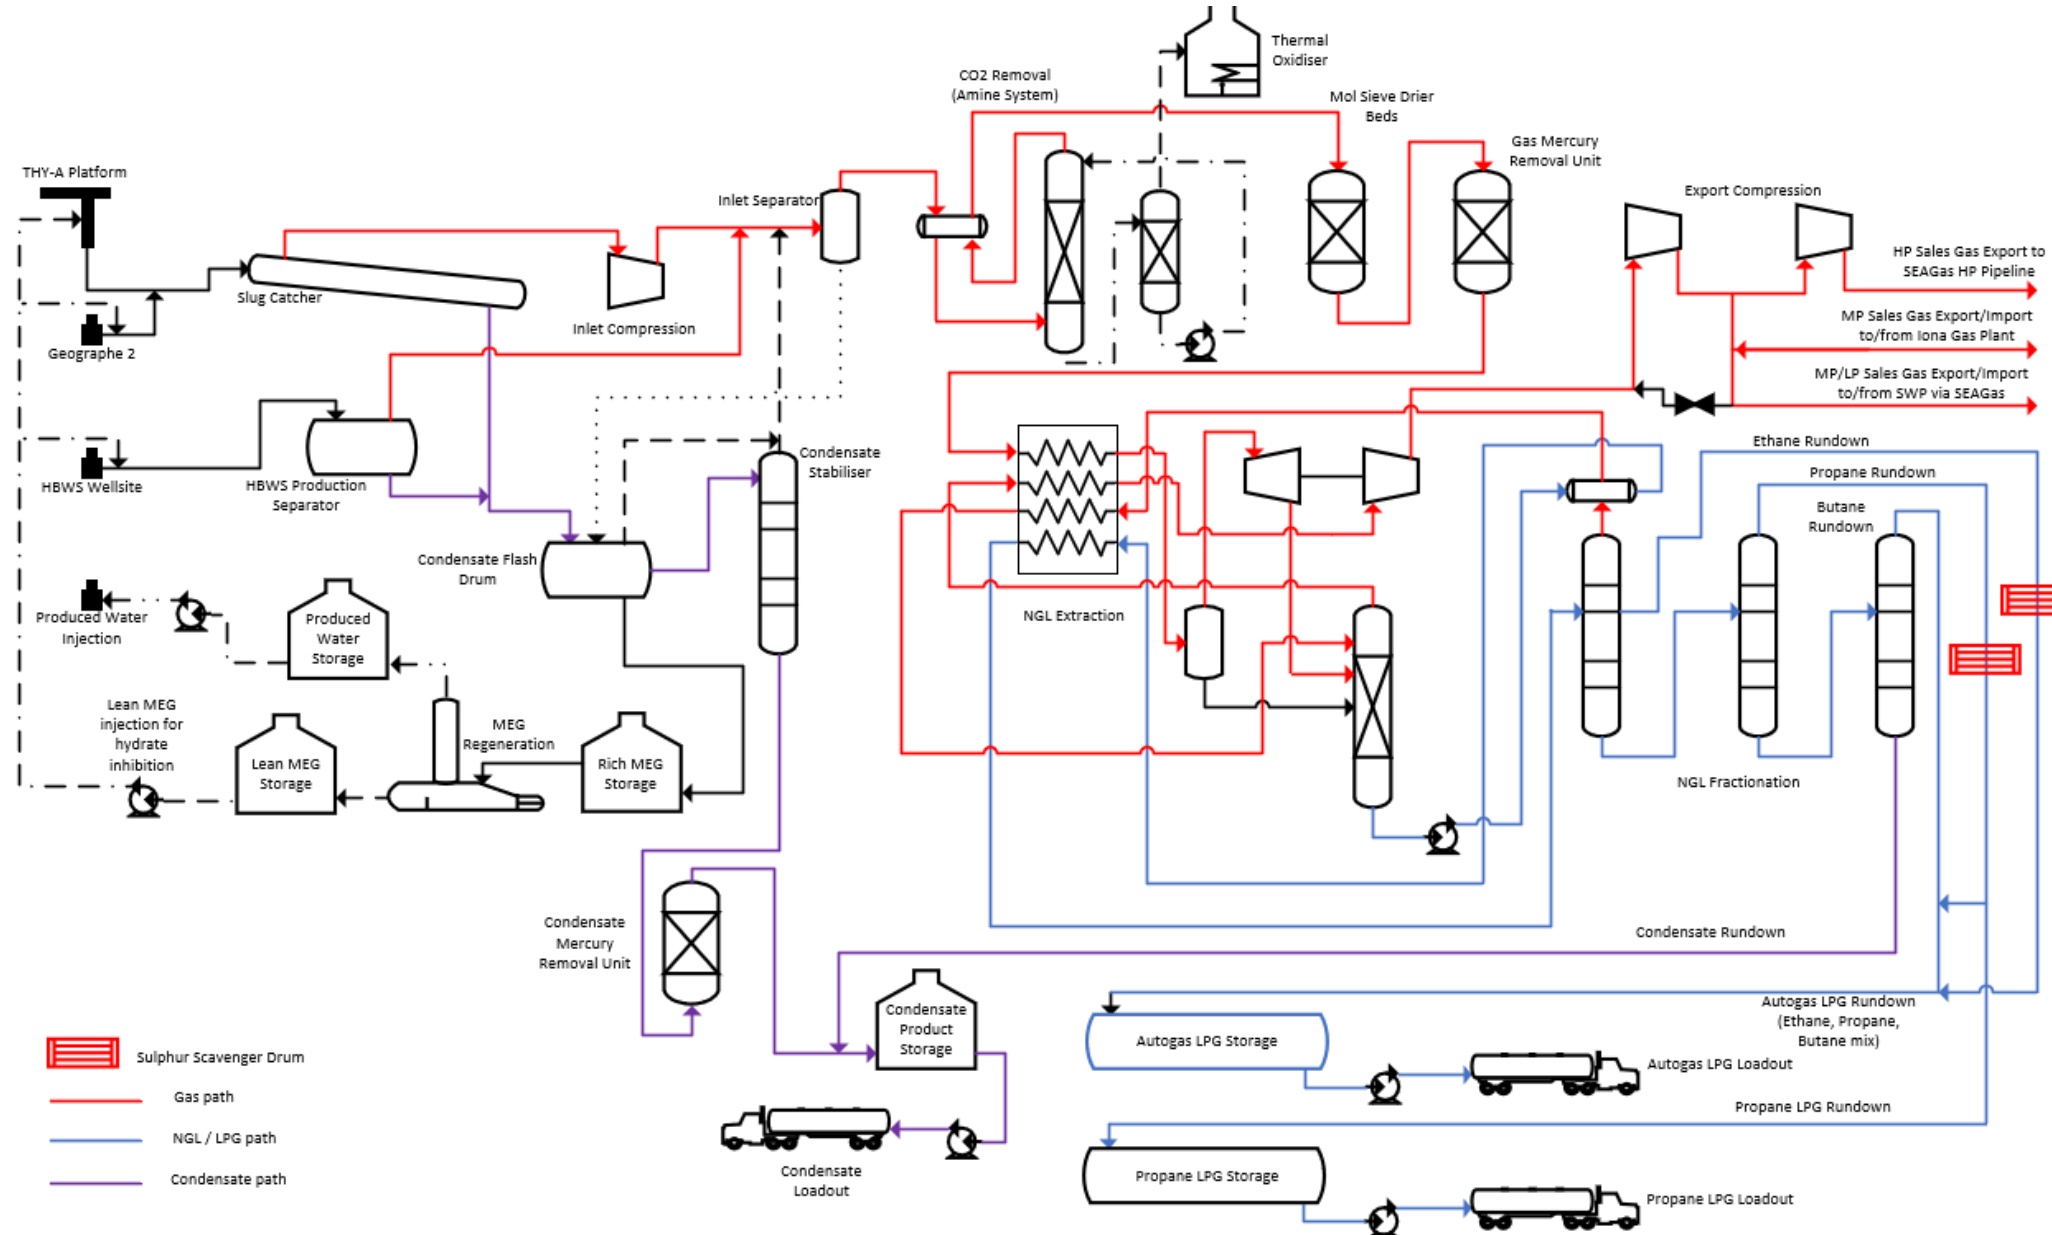 Thermal
Oxidiser
CO2 Removal
(Amine System)
Mol Sieve Drier
Beds
Gas Mercury
Removal Unit
THY-A Platform
Inlet Separator
Export Compression
HP Sales Gas Export to
SEAGas HP Pipeline
Slug Catcher
Inlet Compression
MP Sales Gas Export/Import
to/from Iona Gas Plant
Geographe 2
MP/LP Sales Gas Export/Import
to/from SWP via SEAGas
Ethane Rundown
Condensate
Stabiliser
Propane Rundown
HBWS Wellsite
HBWS Production
Separator
Butane
Rundown
Condensate Flash
Drum
Produced Water
Injection
Produced
Water
Storage
NGL Extraction
Lean MEG
injection for
hydrate
inhibition
MEG
Regeneration
Lean MEG
Storage
Rich MEG
Storage
NGL Fractionation
Condensate
Mercury
Removal Unit
Condensate Rundown
Condensate
Product
Storage
Autogas LPG Rundown
(Ethane, Propane,
Butane mix)
Autogas LPG Storage
Sulphur Scavenger Drum
Autogas LPG Loadout
Gas path
Propane LPG Rundown
NGL / LPG path
Condensate path
Condensate
Loadout
Propane LPG Storage
Propane LPG Loadout